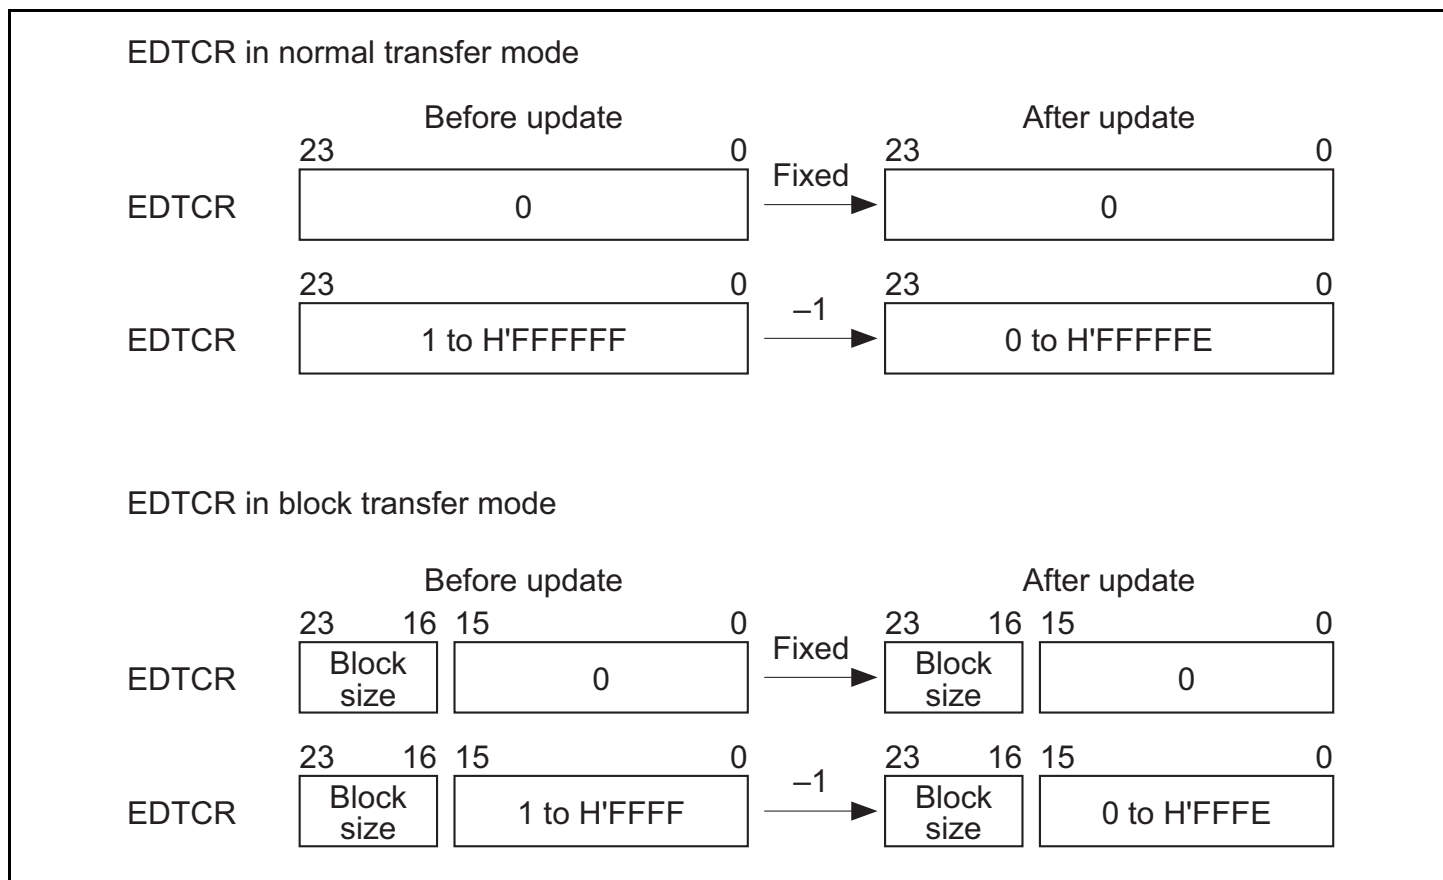 EDTCR in normal transfer mode
Before update After update
23 0 Fixed 23 0
EDTCR 0 0
23 0 –1 23 0
EDTCR 1 to H'FFFFFF 0 to H'FFFFFE
EDTCR in block transfer mode
Before update After update
23 16 15 0 Fixed 23 16 15 0
EDTCR Block size 0 Block size 0
23 16 15 0 –1 23 16 15 0
EDTCR Block size 1 to H'FFFF Block size 0 to H'FFFE